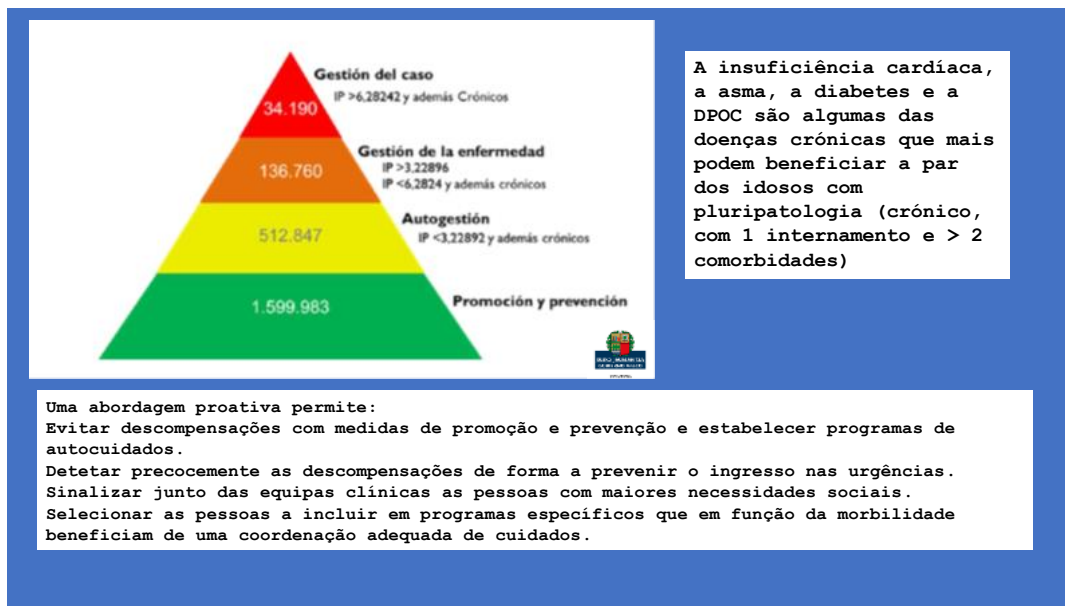 Gestión del caso
IP >6,28242 y además Crónicos
34.190
Gestión de la enfermedad
IP >3,22896
IP <6,2824 y además crónicos
136.760
Autogestión
IP <3,22892 y además crónicos
512.847
Promoción y prevención
1.599.983
A insuficiência cardíaca,
a asma, a diabetes e a
DPOC são algumas das
doenças crónicas que mais
podem beneficiar a par
dos idosos com
pluripatologia (crónico,
com 1 internamento e > 2
comorbidades)
Uma abordagem proativa permite:
Evitar descompensações com medidas de promoção e prevenção e estabelecer programas de
autocuidados.
Detetar precocemente as descompensações de forma a prevenir o ingresso nas urgências.
Sinalizar junto das equipas clínicas as pessoas com maiores necessidades sociais.
Selecionar as pessoas a incluir em programas específicos que em função da morbilidade
beneficiam de uma coordenação adequada de cuidados.